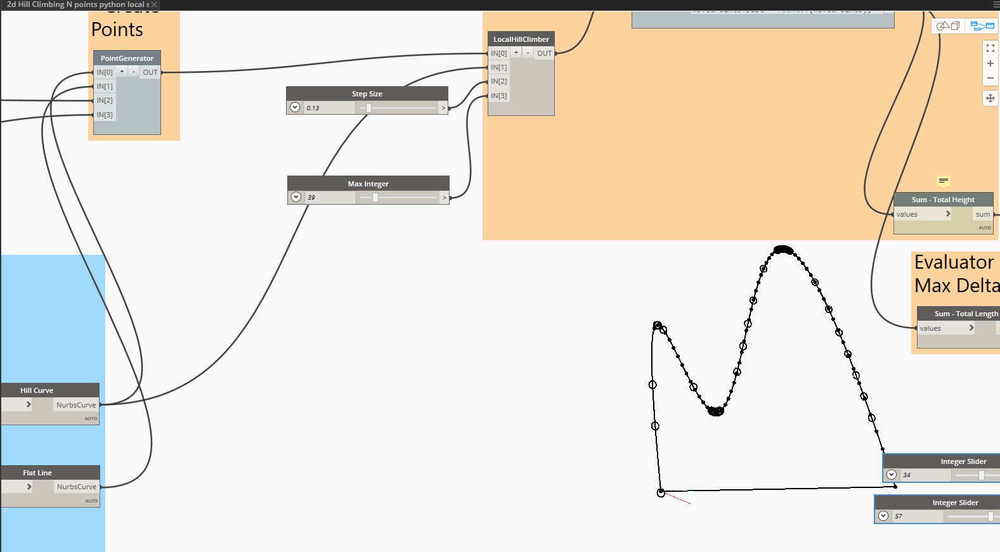 2d Hill Climbing N points python local s
Create
Points
PointGenerator
IN[0] + - OUT
IN[1]
IN[2]
IN[3]
Step Size
0.13 >
Max Integer
39 >
LocalHillClimber
IN[0] + - OUT
IN[1]
IN[2]
IN[3]
Sum - Total Height
values > sum
AUTO
Evaluator
Max Delta
Sum - Total Length
values >
Hill Curve
> NurbsCurve
AUTO
Flat Line
> NurbsCurve
AUTO
Integer Slider
34
Integer Slider
57